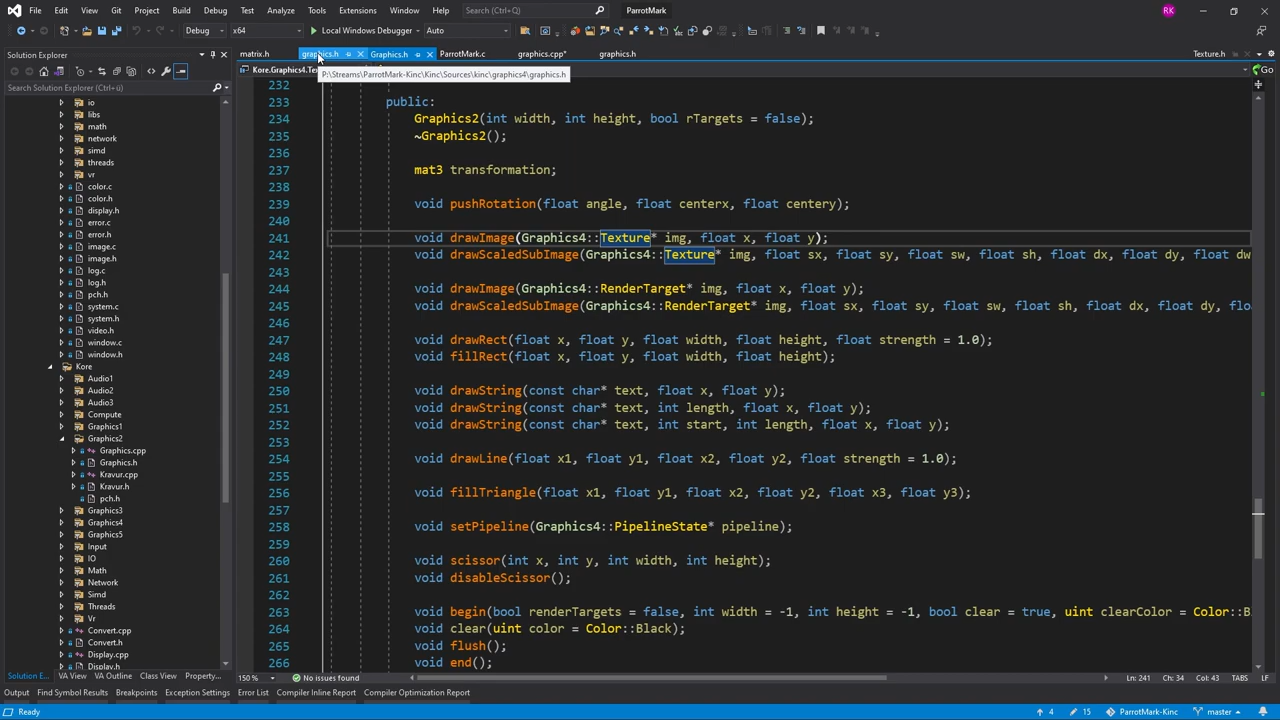 File Edit View Git Project Build Debug Test Analyze Tools Extensions Window Help Search (Ctrl+Q) ParrotMark RK
Debug x64 Local Windows Debugger Auto
Solution Explorer
matrix.h graphics.h Graphics.h ParrotMark.c graphics.cpp* graphics.h Texture.h
Kore.Graphics4.Tex
Go
P:\Streams\ParrotMark-Kinc\Kinc\Sources\kinc\graphics4\graphics.h
Search Solution Explorer (Ctrl+ü)
io
libs
math
network
simd
threads
vr
color.c
color.h
display.h
error.c
error.h
image.c
image.h
log.c
log.h
pch.h
system.c
system.h
video.h
window.c
window.h
Kore
Audio1
Audio2
Audio3
Compute
Graphics1
Graphics2
Graphics.cpp
Graphics.h
Kravur.cpp
Kravur.h
pch.h
Graphics3
Graphics4
Graphics5
Input
IO
Math
Network
Simd
Threads
Vr
Convert.cpp
Convert.h
Display.cpp
Display.h
232
233 public:
234 Graphics2(int width, int height, bool rTargets = false);
235 ~Graphics2();
236
237 mat3 transformation;
238
239 void pushRotation(float angle, float centerx, float centery);
240
241 void drawImage(Graphics4::Texture* img, float x, float y);
242 void drawScaledSubImage(Graphics4::Texture* img, float sx, float sy, float sw, float sh, float dx, float dy, float dw
243
244 void drawImage(Graphics4::RenderTarget* img, float x, float y);
245 void drawScaledSubImage(Graphics4::RenderTarget* img, float sx, float sy, float sw, float sh, float dx, float dy, flo
246
247 void drawRect(float x, float y, float width, float height, float strength = 1.0);
248 void fillRect(float x, float y, float width, float height);
249
250 void drawString(const char* text, float x, float y);
251 void drawString(const char* text, int length, float x, float y);
252 void drawString(const char* text, int start, int length, float x, float y);
253
254 void drawLine(float x1, float y1, float x2, float y2, float strength = 1.0);
255
256 void fillTriangle(float x1, float y1, float x2, float y2, float x3, float y3);
257
258 void setPipeline(Graphics4::PipelineState* pipeline);
259
260 void scissor(int x, int y, int width, int height);
261 void disableScissor();
262
263 void begin(bool renderTargets = false, int width = -1, int height = -1, bool clear = true, uint clearColor = Color::B
264 void clear(uint color = Color::Black);
265 void flush();
266 void end();
Solution E... VA View VA Outline Class View Property...
150 % No issues found Ln: 241 Ch: 34 Col: 43 TABS LF
Output Find Symbol Results Breakpoints Exception Settings Error List Compiler Inline Report Compiler Optimization Report
Ready 4 15 ParrotMark-Kinc master